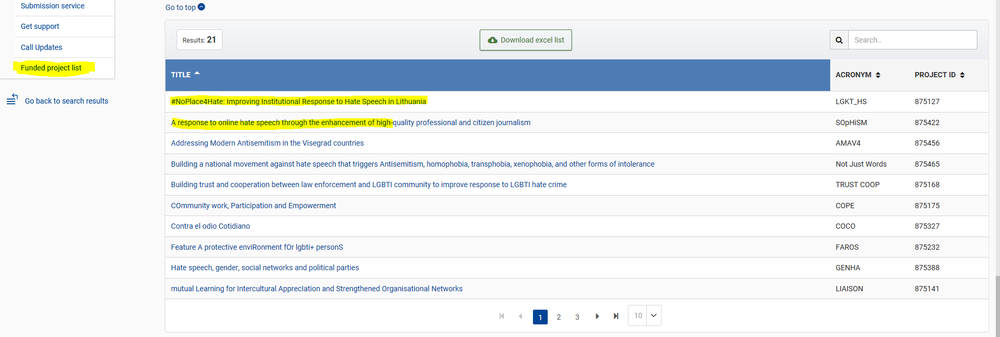 Submission service
Get support
Call Updates
Funded project list
Go back to search results
Go to top
Results: 21
Download excel list
Search..
TITLE ACRONYM PROJECT ID
#NoPlace4Hate: Improving Institutional Response to Hate Speech in Lithuania LGKT_HS 875127
A response to online hate speech through the enhancement of high-quality professional and citizen journalism SOpHiSM 875422
Addressing Modern Antisemitism in the Visegrad countries AMAV4 875456
Building a national movement against hate speech that triggers Antisemitism, homophobia, transphobia, xenophobia, and other forms of intolerance Not Just Words 875465
Building trust and cooperation between law enforcement and LGBTI community to improve response to LGBTI hate crime TRUST COOP 875168
COmmunity work, Participation and Empowerment COPE 875175
Contra el odio Cotidiano COCO 875327
Feature A protective enviRonment fOr lgbti+ personS FAROS 875232
Hate speech, gender, social networks and political parties GENHA 875388
mutual Learning for Intercultural ApprecIation and Strengthened Organisational Networks LIAISON 875141
1 2 3 10